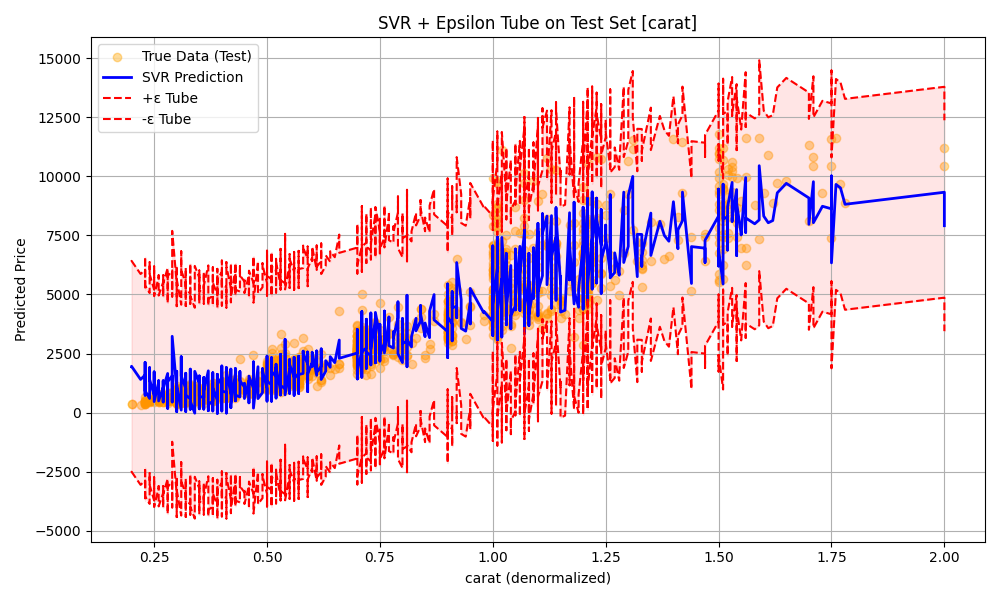 SVR + Epsilon Tube on Test Set [carat]
True Data (Test)
SVR Prediction
+ε Tube
-ε Tube
Predicted Price
15000
12500
10000
7500
5000
2500
0
−2500
−5000
0.25 0.50 0.75 1.00 1.25 1.50 1.75 2.00
carat (denormalized)